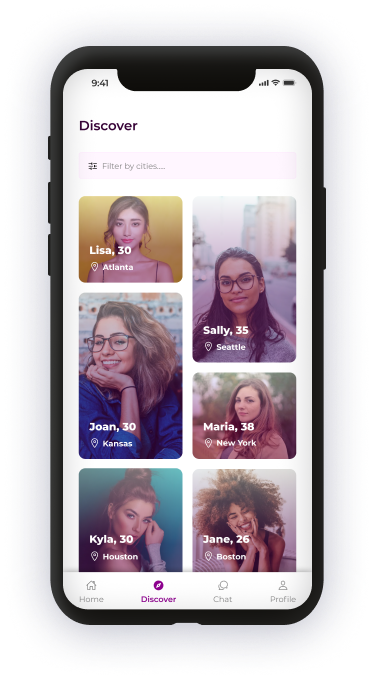 9:41
Discover
Filter by cities....
Lisa, 30
Atlanta
Sally, 35
Seattle
Joan, 30
Kansas
Maria, 38
New York
Kyla, 30
Houston
Jane, 26
Boston
Home
Discover
Chat
Profile